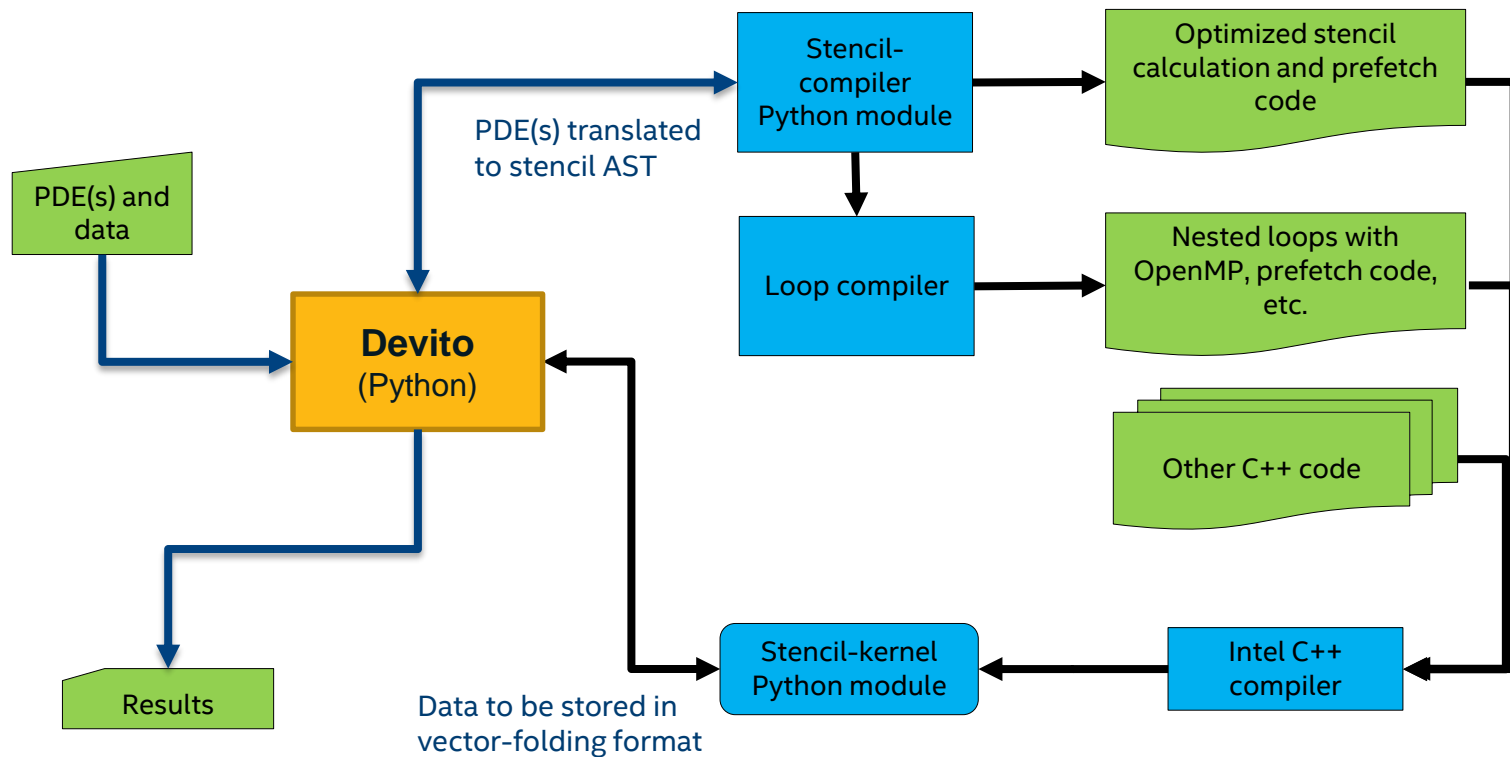 Stencil-
compiler
Python module
Optimized stencil
calculation and prefetch
code
PDE(s) translated
to stencil AST
PDE(s) and
data
Loop compiler
Nested loops with
OpenMP, prefetch code,
etc.
Devito
(Python)
Other C++ code
Stencil-kernel
Python module
Intel C++
compiler
Results
Data to be stored in
vector-folding format